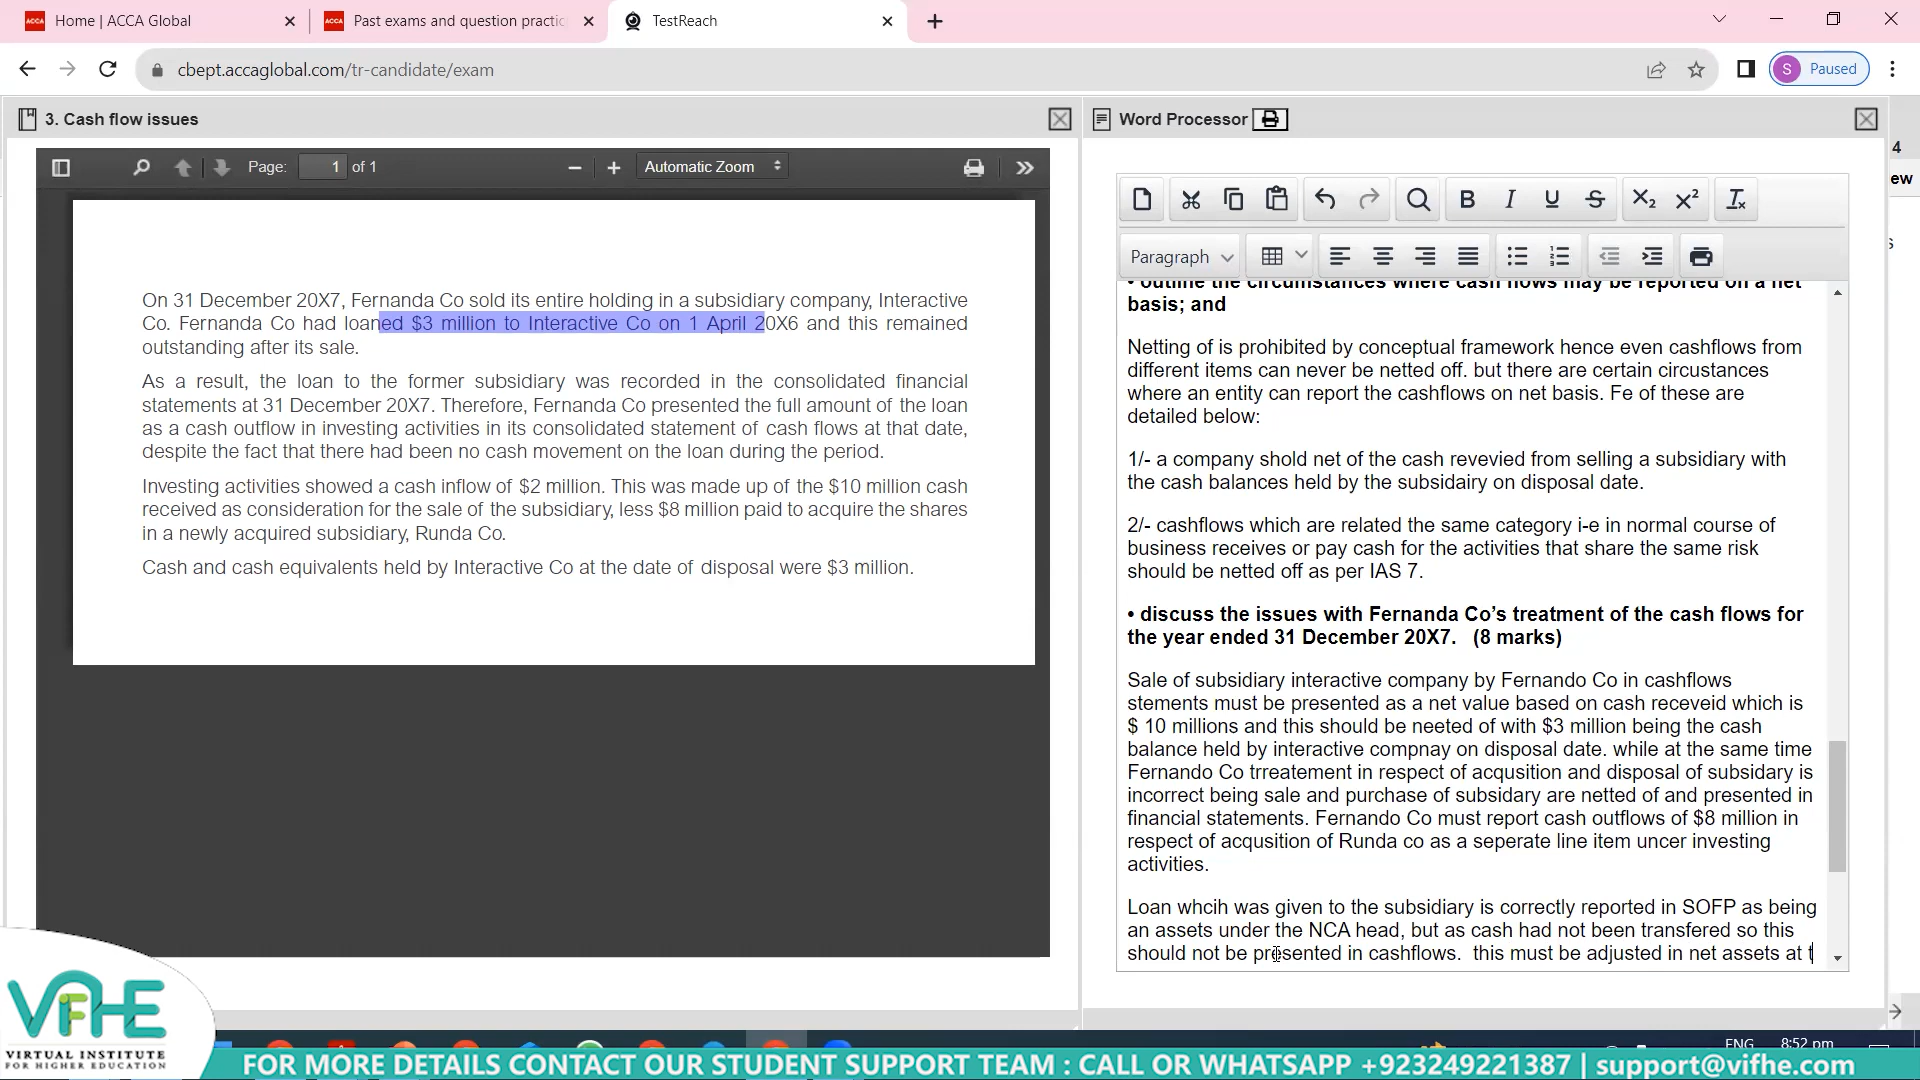 Home | ACCA Global
Past exams and question practic
TestReach
cbept.accaglobal.com/tr-candidate/exam
S Paused
3. Cash flow issues
Word Processor
4
ew
s
Page: 1 of 1
Automatic Zoom
Paragraph
On 31 December 20X7, Fernanda Co sold its entire holding in a subsidiary company, Interactive
Co. Fernanda Co had loaned $3 million to Interactive Co on 1 April 20X6 and this remained
outstanding after its sale.
As a result, the loan to the former subsidiary was recorded in the consolidated financial
statements at 31 December 20X7. Therefore, Fernanda Co presented the full amount of the loan
as a cash outflow in investing activities in its consolidated statement of cash flows at that date,
despite the fact that there had been no cash movement on the loan during the period.
Investing activities showed a cash inflow of $2 million. This was made up of the $10 million cash
received as consideration for the sale of the subsidiary, less $8 million paid to acquire the shares
in a newly acquired subsidiary, Runda Co.
Cash and cash equivalents held by Interactive Co at the date of disposal were $3 million.
• outline the circumstances where cash flows may be reported on a net
basis; and
Netting of is prohibited by conceptual framework hence even cashflows from
different items can never be netted off. but there are certain circustances
where an entity can report the cashflows on net basis. Fe of these are
detailed below:
1/- a company shold net of the cash revevied from selling a subsidiary with
the cash balances held by the subsidairy on disposal date.
2/- cashflows which are related the same category i-e in normal course of
business receives or pay cash for the activities that share the same risk
should be netted off as per IAS 7.
• discuss the issues with Fernanda Co’s treatment of the cash flows for
the year ended 31 December 20X7. (8 marks)
Sale of subsidiary interactive company by Fernando Co in cashflows
stements must be presented as a net value based on cash receveid which is
$ 10 millions and this should be neeted of with $3 million being the cash
balance held by interactive compnay on disposal date. while at the same time
Fernando Co trreatement in respect of acqusition and disposal of subsidary is
incorrect being sale and purchase of subsidary are netted of and presented in
financial statements. Fernando Co must report cash outflows of $8 million in
respect of acqusition of Runda co as a seperate line item uncer investing
activities.
Loan whcih was given to the subsidiary is correctly reported in SOFP as being
an assets under the NCA head, but as cash had not been transfered so this
should not be presented in cashflows. this must be adjusted in net assets at t
VIFHE
VIRTUAL INSTITUTE
FOR HIGHER EDUCATION
ENG
8:52 pm
FOR MORE DETAILS CONTACT OUR STUDENT SUPPORT TEAM : CALL OR WHATSAPP +923249221387 | support@vifhe.com